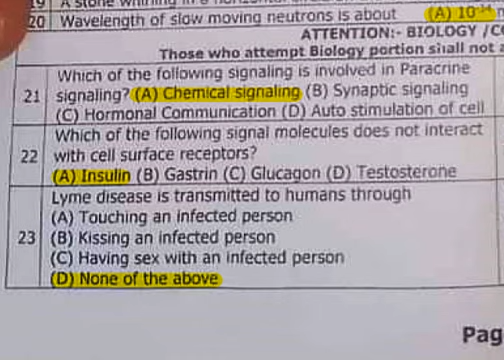 20 Wavelength of slow moving neutrons is about (A) 10
ATTENTION:- BIOLOGY
Those who attempt Biology portion shall not
21 Which of the following signaling is involved in Paracrine
signaling? (A) Chemical signaling (B) Synaptic signaling
(C) Hormonal Communication (D) Auto stimulation of cell
22 Which of the following signal molecules does not interact
with cell surface receptors?
(A) Insulin (B) Gastrin (C) Glucagon (D) Testosterone
23 Lyme disease is transmitted to humans through
(A) Touching an infected person
(B) Kissing an infected person
(C) Having sex with an infected person
(D) None of the above
Pag